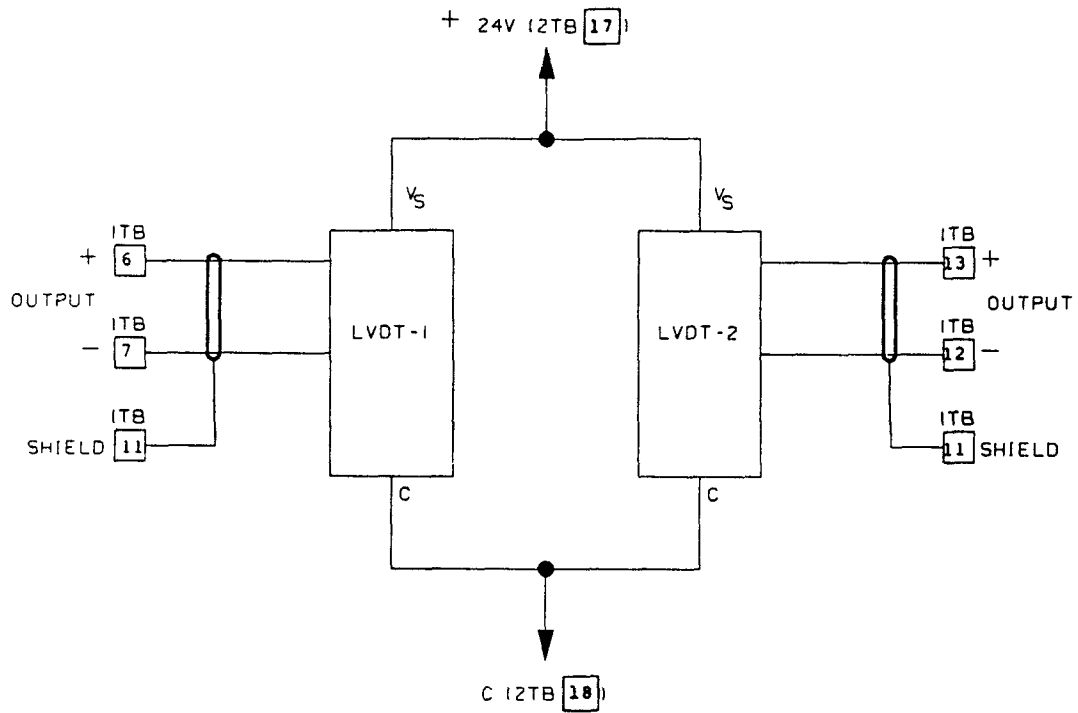 + 24V (2TB 17)
VS
VS
1TB
+ 6
OUTPUT
1TB
− 7
1TB
SHIELD 11
LVDT-1
LVDT-2
1TB
13 +
OUTPUT
1TB
12 −
1TB
11 SHIELD
C
C
C (2TB 18)